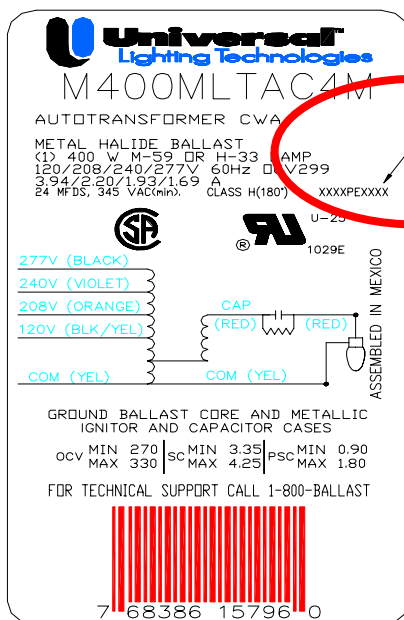 Universal™
Lighting Technologies
M400MLTAC4M
AUTOTRANSFORMER CWA
METAL HALIDE BALLAST
(1) 400 W M-59 OR H-33 LAMP
120/208/240/277V 60Hz OCV299
3.94/2.20/1.93/1.69 A
24 MFDS, 345 VAC(min). CLASS H(180°) XXXXPEXXXX
SA
® RU U-25
1029E
277V (BLACK)
240V (VIOLET)
208V (ORANGE)
120V (BLK/YEL)
COM (YEL)
CAP
(RED) (RED)
COM (YEL)
ASSEMBLED IN MEXICO
GROUND BALLAST CORE AND METALLIC
IGNITOR AND CAPACITOR CASES
OCV MIN 270 SC MIN 3.35 PSC MIN 0.90
MAX 330 MAX 4.25 MAX 1.80
FOR TECHNICAL SUPPORT CALL 1-800-BALLAST
7 68386 15796 0